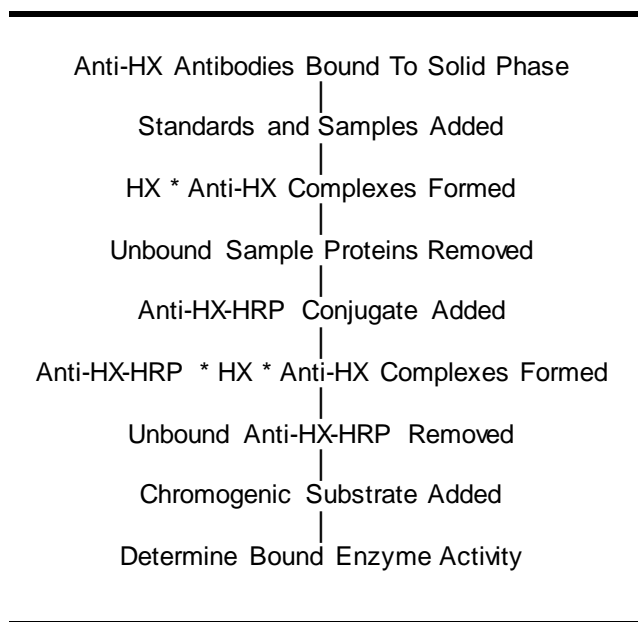 Anti-HX Antibodies Bound To Solid Phase
Standards and Samples Added
HX * Anti-HX Complexes Formed
Unbound Sample Proteins Removed
Anti-HX-HRP Conjugate Added
Anti-HX-HRP * HX * Anti-HX Complexes Formed
Unbound Anti-HX-HRP Removed
Chromogenic Substrate Added
Determine Bound Enzyme Activity